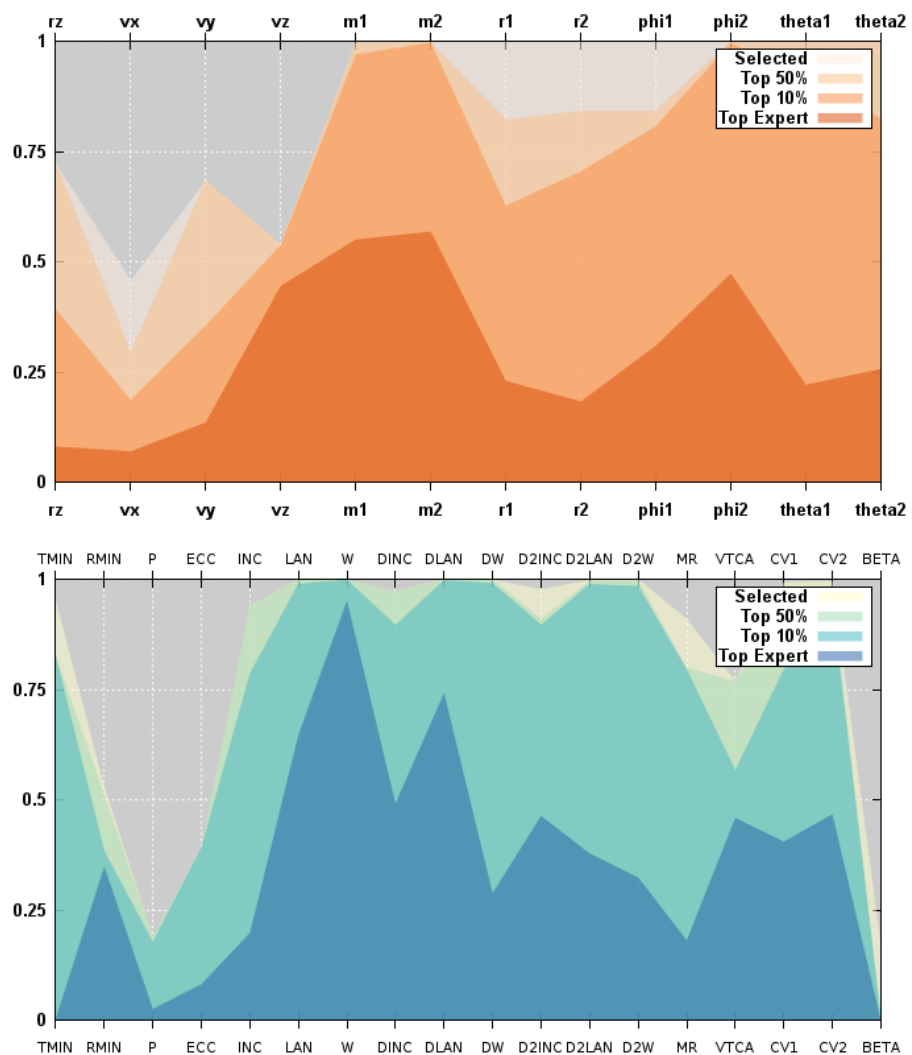 rz vx vy vz m1 m2 r1 r2 phi1 phi2 theta1 theta2
1
Selected
Top 50%
Top 10%
Top Expert
0.75
0.5
0.25
0
rz vx vy vz m1 m2 r1 r2 phi1 phi2 theta1 theta2
TMIN RMIN P ECC INC LAN W DINC DLAN DW D2INC D2LAN D2W MR VTCA CV1 CV2 BETA
1
Selected
Top 50%
Top 10%
Top Expert
0.75
0.5
0.25
0
TMIN RMIN P ECC INC LAN W DINC DLAN DW D2INC D2LAN D2W MR VTCA CV1 CV2 BETA